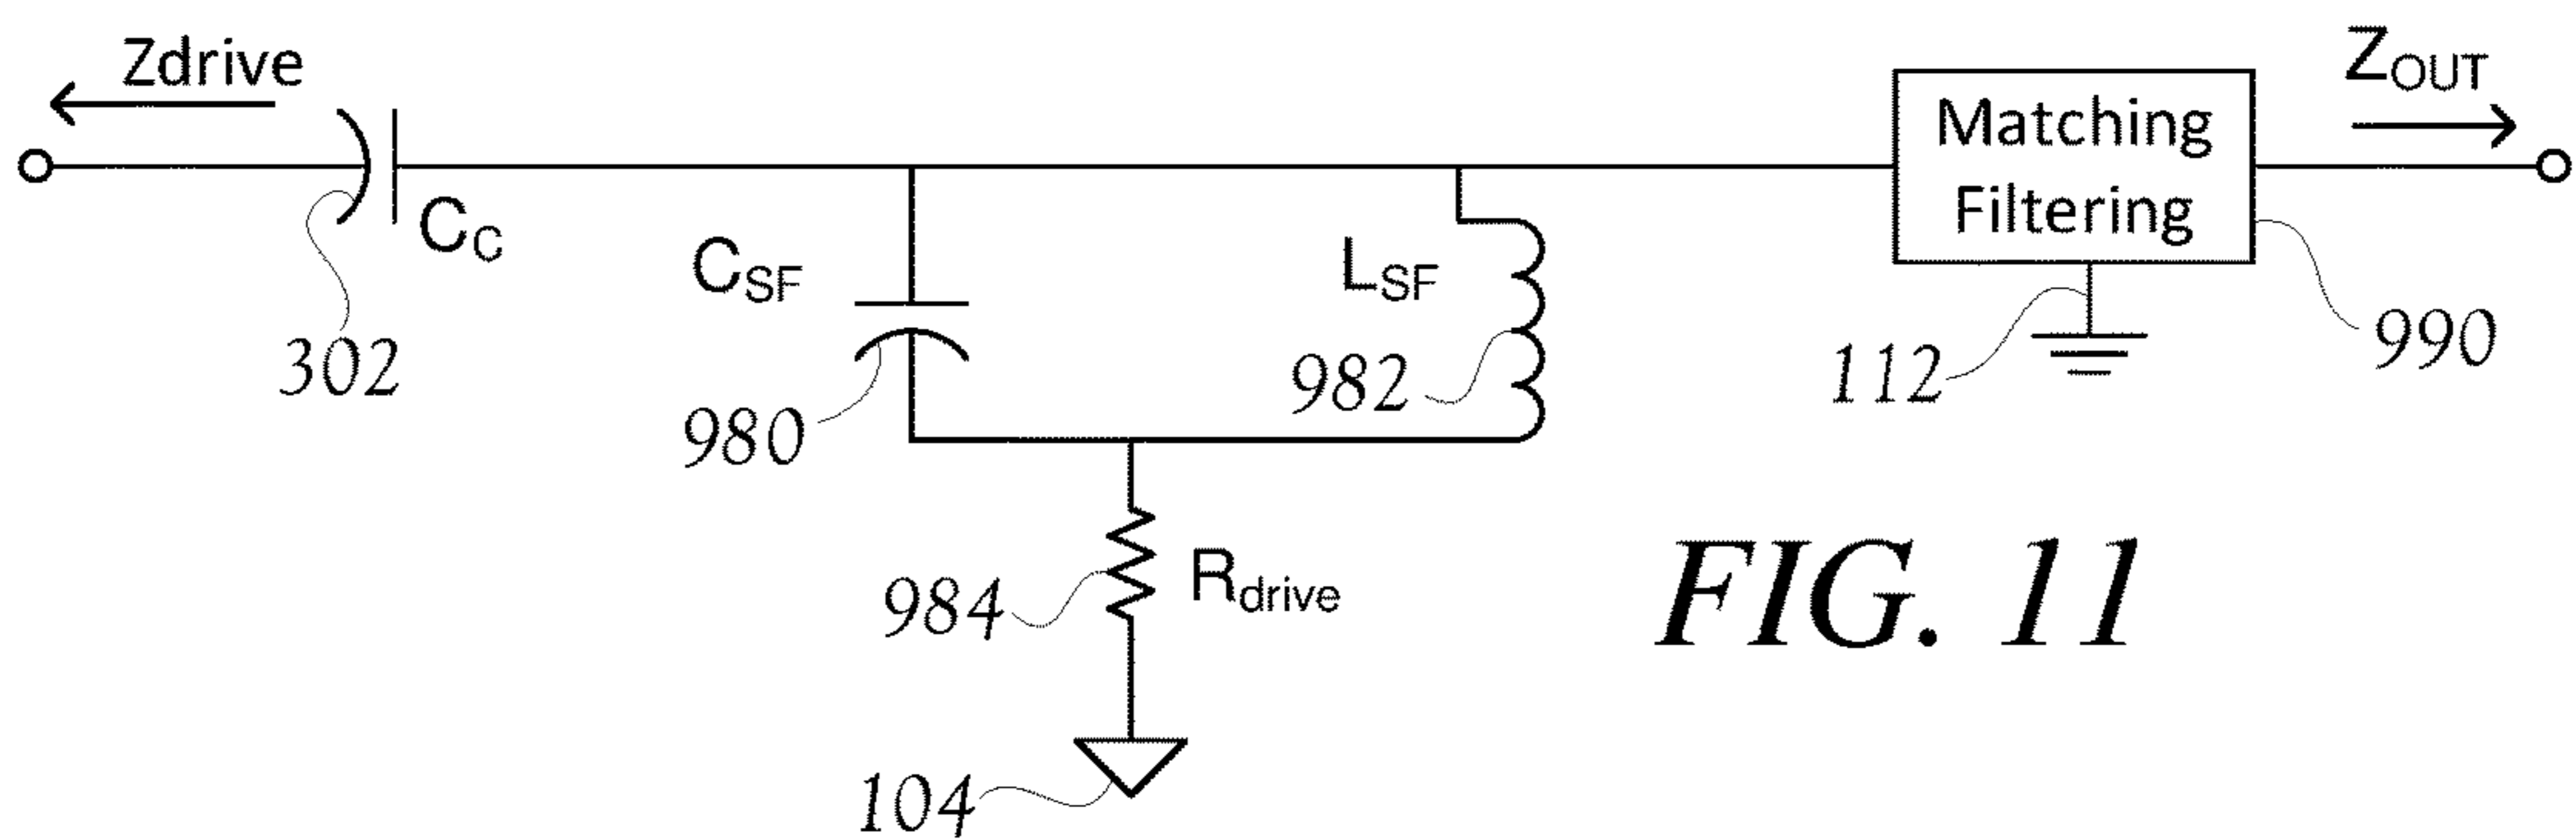 Zdrive
Z_OUT
Matching
Filtering
C_C
C_SF
L_SF
302
980
982
112
990
984
R_drive
104
FIG. 11